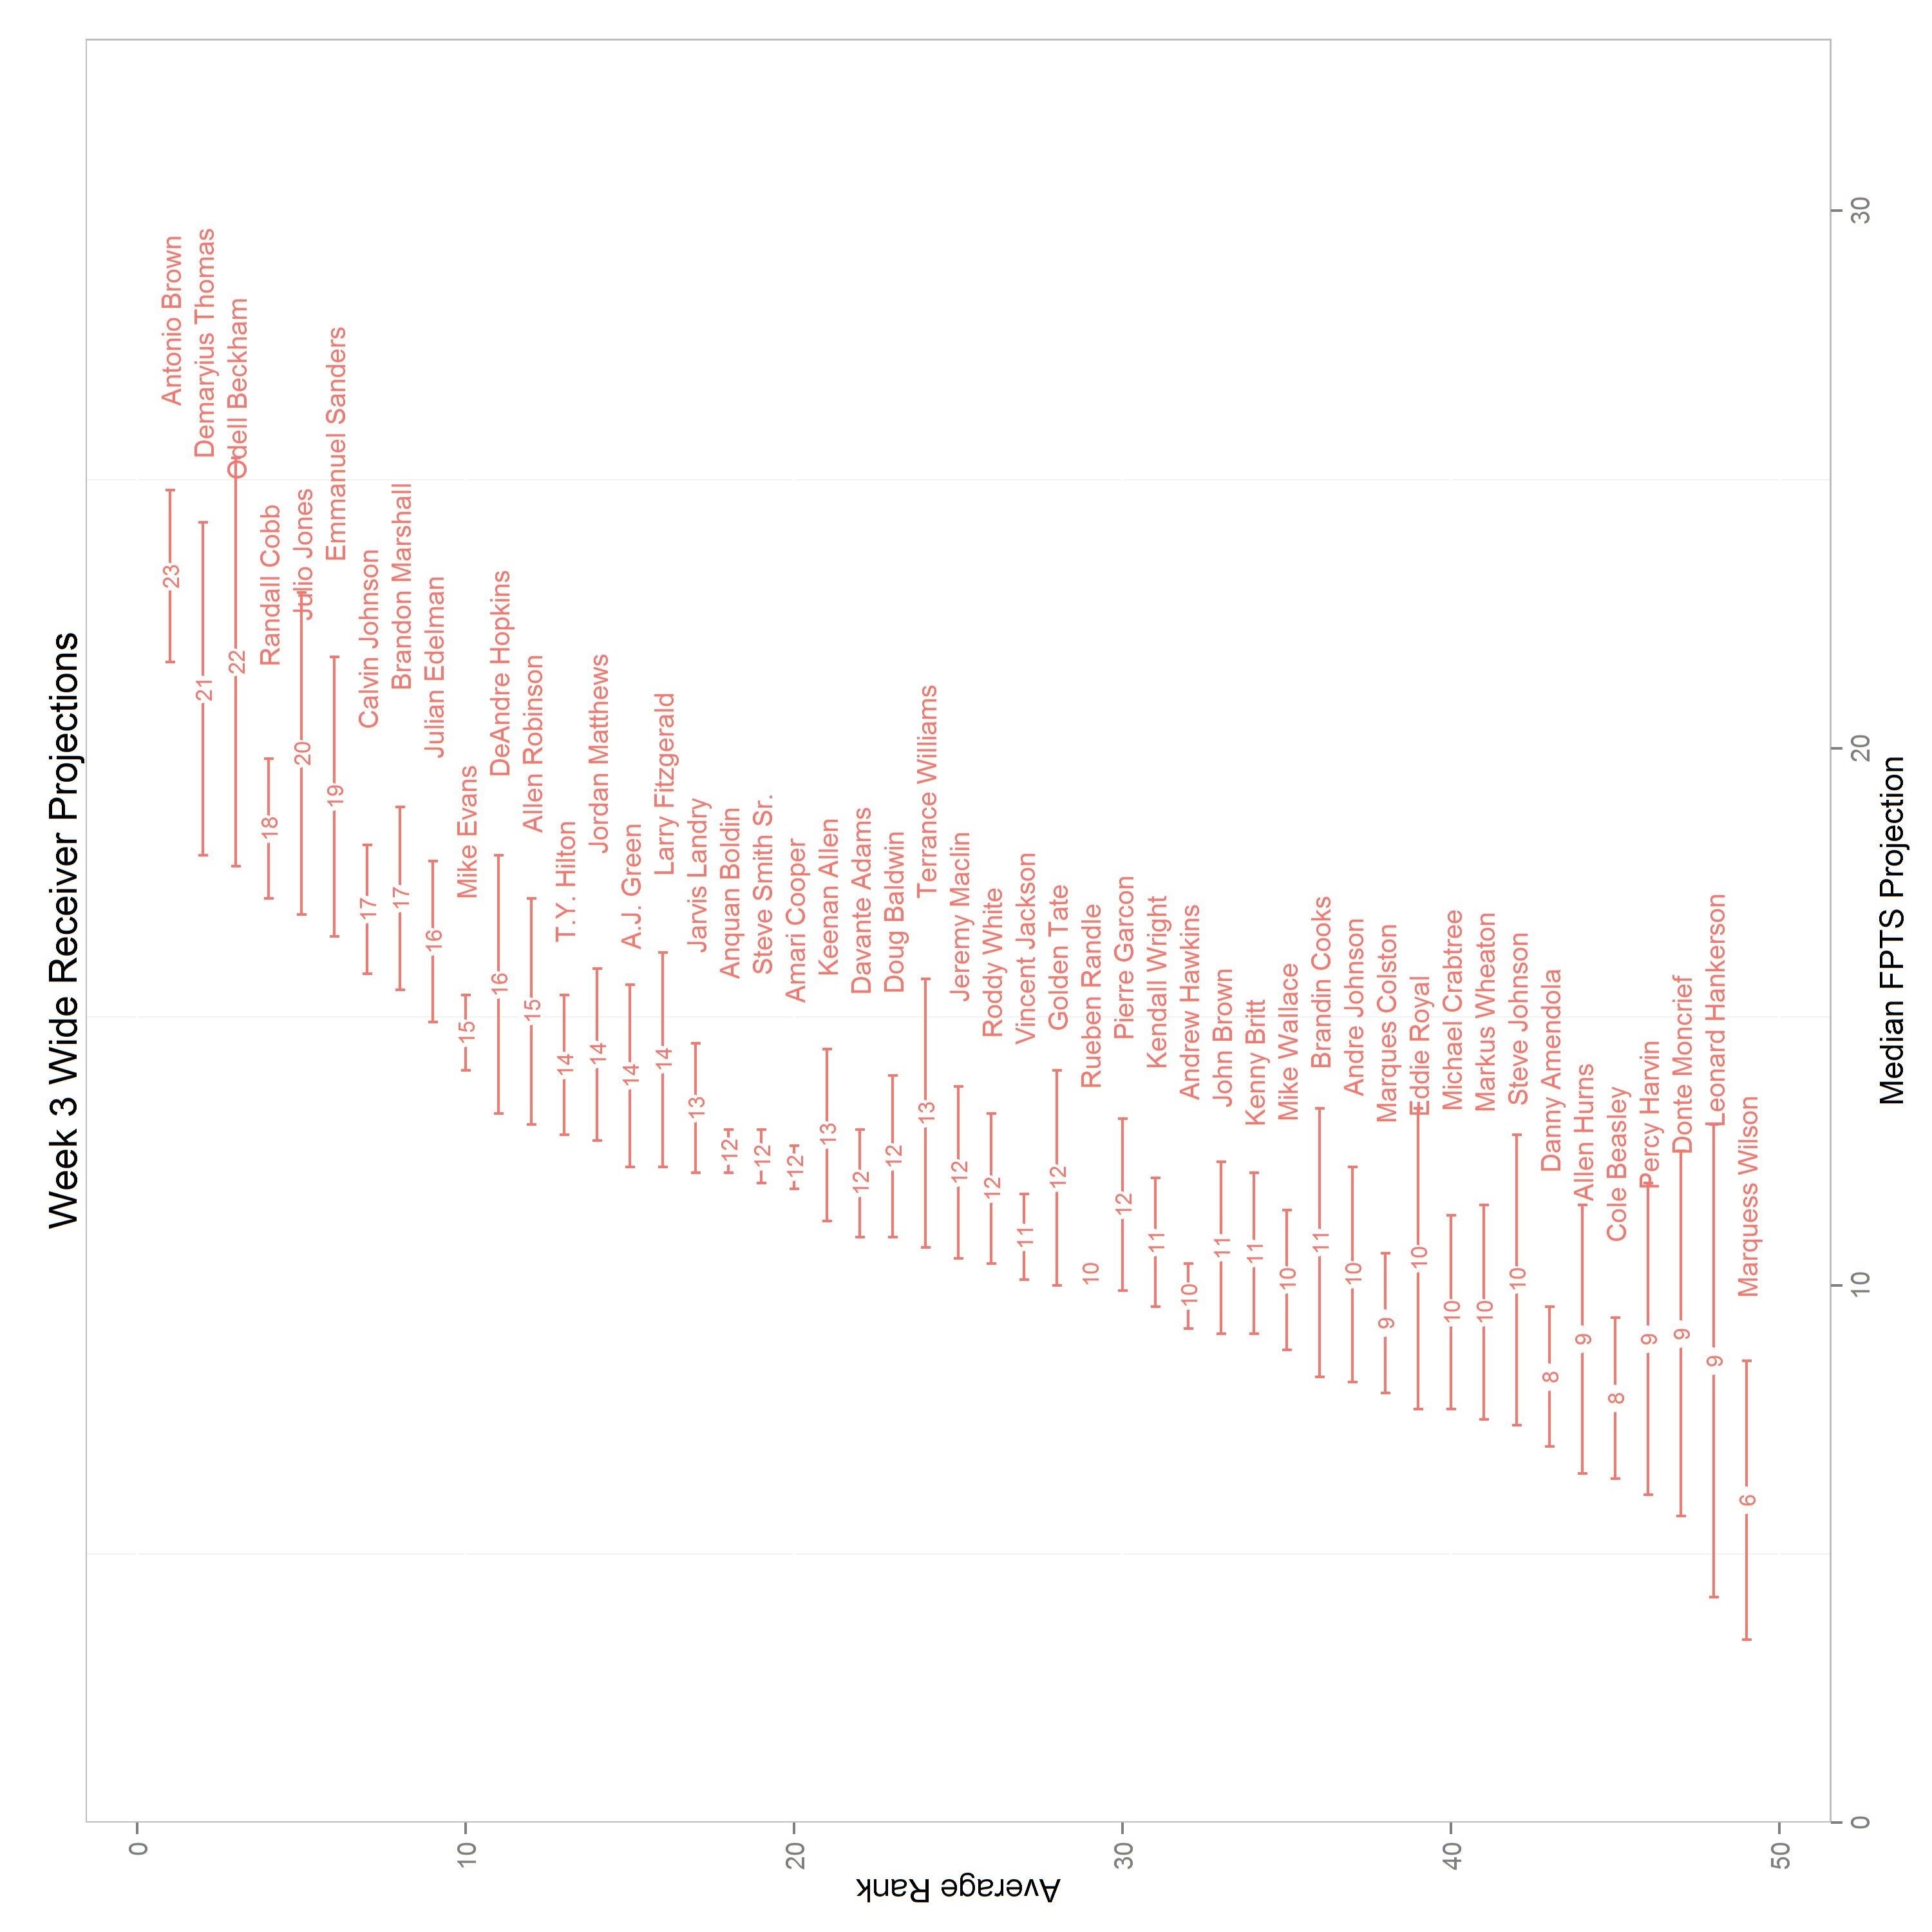 Week 3 Wide Receiver Projections
Average Rank
0
10
20
30
40
50
23 Antonio Brown
21 Demaryius Thomas
22 Odell Beckham
18 Randall Cobb
20 Julio Jones
19 Emmanuel Sanders
17 Calvin Johnson
17 Brandon Marshall
16 Julian Edelman
15 Mike Evans
16 DeAndre Hopkins
15 Allen Robinson
14 T.Y. Hilton
14 Jordan Matthews
14 A.J. Green
14 Larry Fitzgerald
13 Jarvis Landry
12 Anquan Boldin
12 Steve Smith Sr.
12 Amari Cooper
13 Keenan Allen
12 Davante Adams
12 Doug Baldwin
13 Terrance Williams
12 Jeremy Maclin
12 Roddy White
11 Vincent Jackson
12 Golden Tate
10 Rueben Randle
12 Pierre Garcon
11 Kendall Wright
10 Andrew Hawkins
11 John Brown
11 Kenny Britt
10 Mike Wallace
11 Brandin Cooks
10 Andre Johnson
9 Marques Colston
10 Eddie Royal
10 Michael Crabtree
10 Markus Wheaton
10 Steve Johnson
8 Danny Amendola
9 Allen Hurns
8 Cole Beasley
9 Percy Harvin
9 Donte Moncrief
9 Leonard Hankerson
6 Marquess Wilson
0 10 20 30
Median FPTS Projection